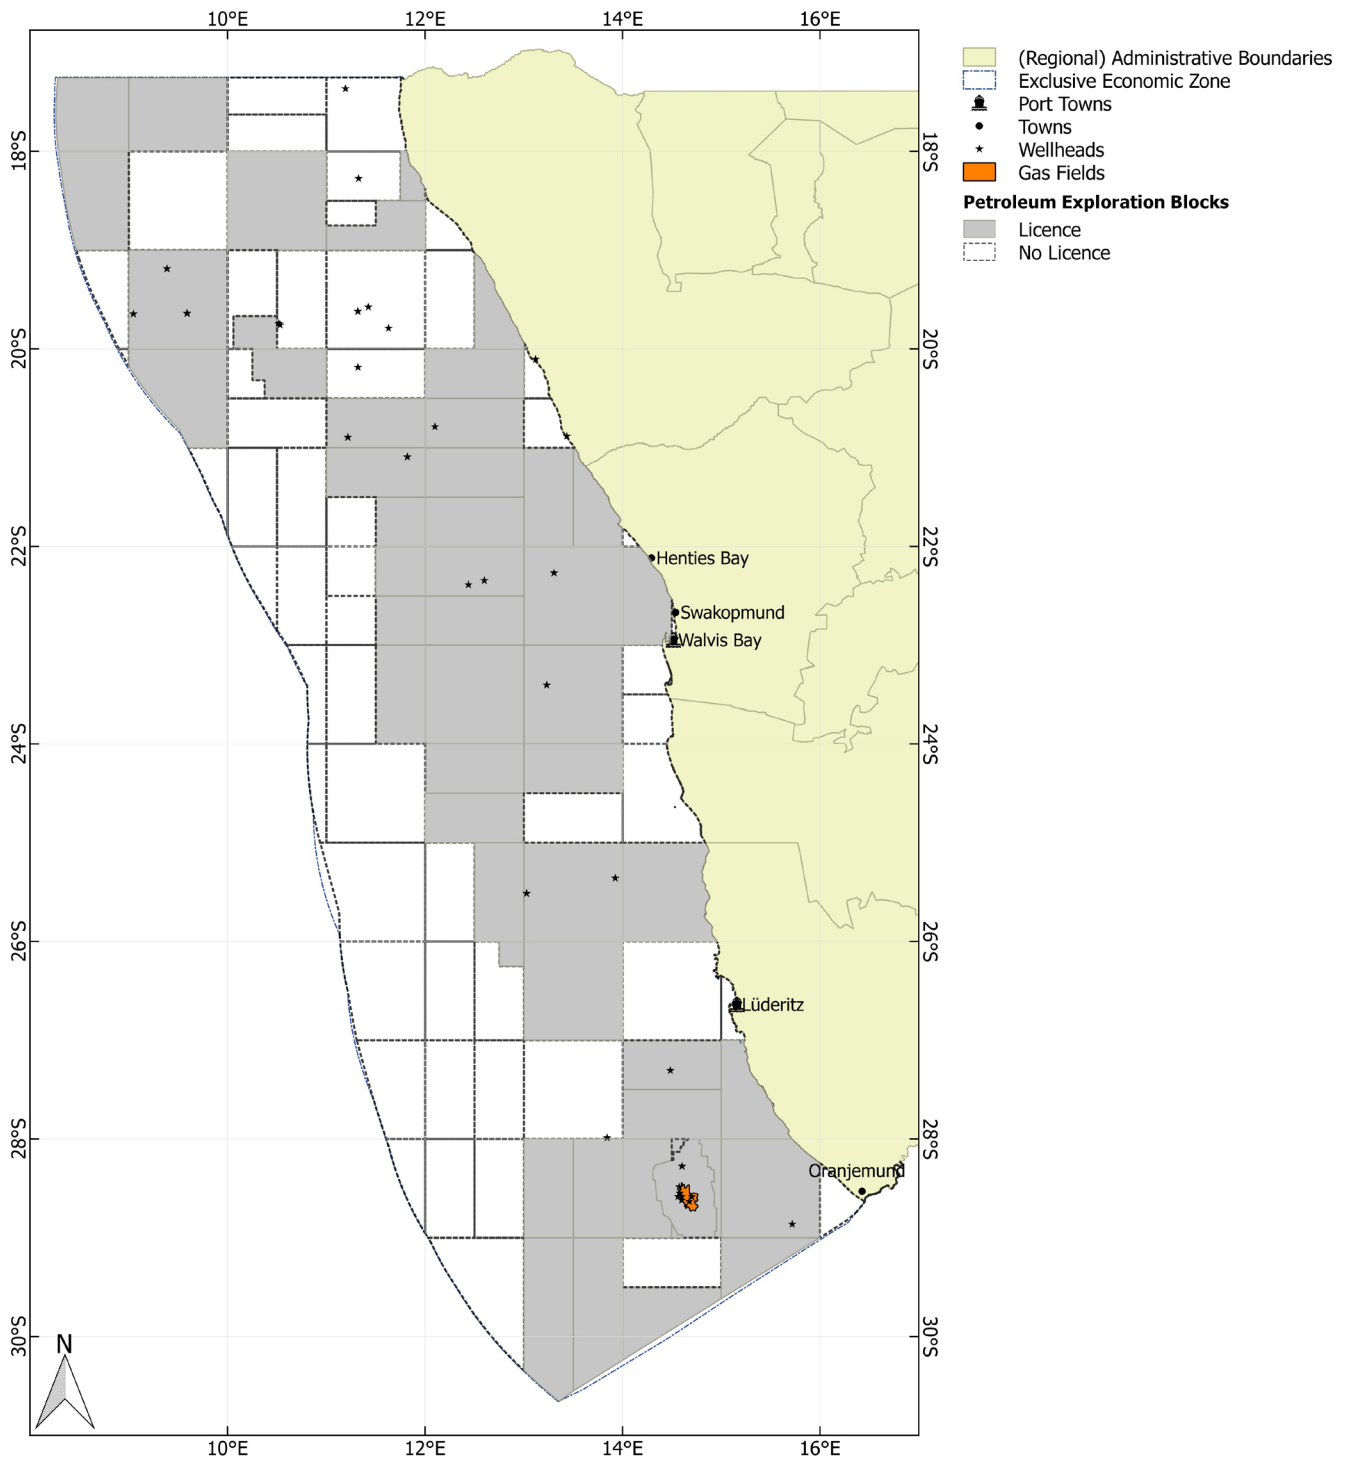 10°E 12°E 14°E 16°E
(Regional) Administrative Boundaries
Exclusive Economic Zone
Port Towns
Towns
Wellheads
Gas Fields
Petroleum Exploration Blocks
Licence
No Licence
18°S 18°S
20°S 20°S
22°S 22°S
Henties Bay
Swakopmund
Walvis Bay
24°S 24°S
26°S 26°S
Lüderitz
28°S 28°S
Oranjemund
30°S 30°S
N
10°E 12°E 14°E 16°E